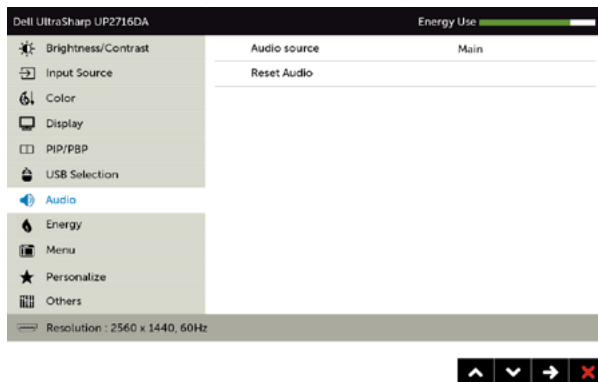 Dell UltraSharp UP2716DA Energy Use
Brightness/Contrast Audio source Main
Input Source Reset Audio
Color
Display
PIP/PBP
USB Selection
Audio
Energy
Menu
Personalize
Others
Resolution : 2560 x 1440, 60Hz